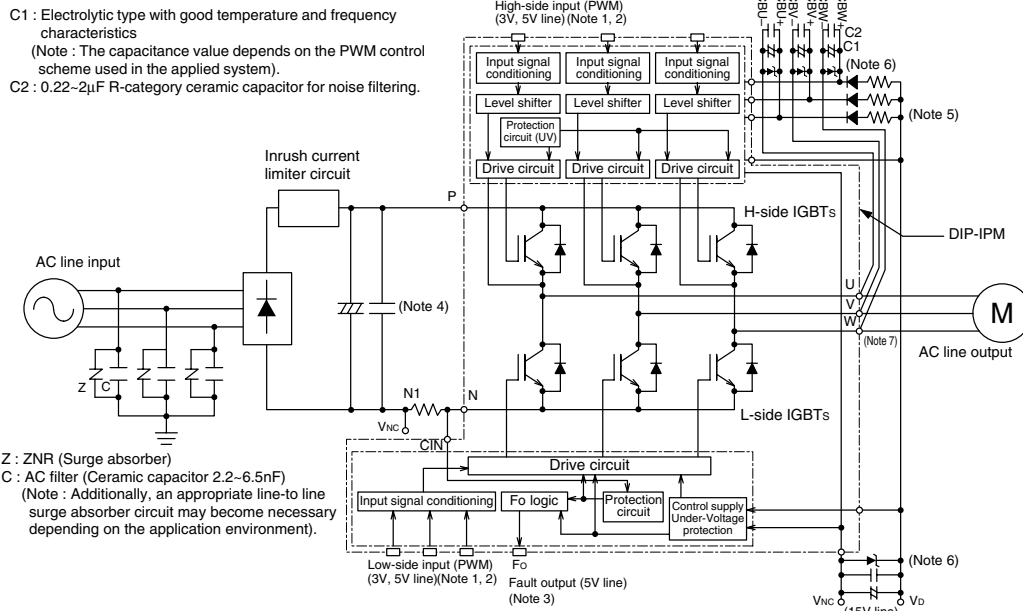 C1 : Electrolytic type with good temperature and frequency
characteristics
(Note : The capacitance value depends on the PWM control
scheme used in the applied system).
C2 : 0.22~2μF R-category ceramic capacitor for noise filtering.
High-side input (PWM)
(3V, 5V line) (Note 1, 2)
CBU-
CBU+
CBV-
CBV+
CBW-
CBW+
C2
C1
(Note 6)
(Note 5)
Input signal
conditioning
Input signal
conditioning
Input signal
conditioning
Level shifter
Level shifter
Level shifter
Protection
circuit (UV)
Drive circuit
Drive circuit
Drive circuit
Inrush current
limiter circuit
P
H-side IGBTs
DIP-IPM
AC line input
(Note 4)
U
V
W
(Note 7)
M
AC line output
Z
C
N1
N
VNC
CIN
L-side IGBTs
Z : ZNR (Surge absorber)
C : AC filter (Ceramic capacitor 2.2~6.5nF)
(Note : Additionally, an appropriate line-to line
surge absorber circuit may become necessary
depending on the application environment).
Drive circuit
Input signal conditioning
Fo logic
Protection
circuit
Control supply
Under-Voltage
protection
Low-side input (PWM)
(3V, 5V line)(Note 1, 2)
FO
Fault output (5V line)
(Note 3)
(Note 6)
VNC
VD
(15V line)